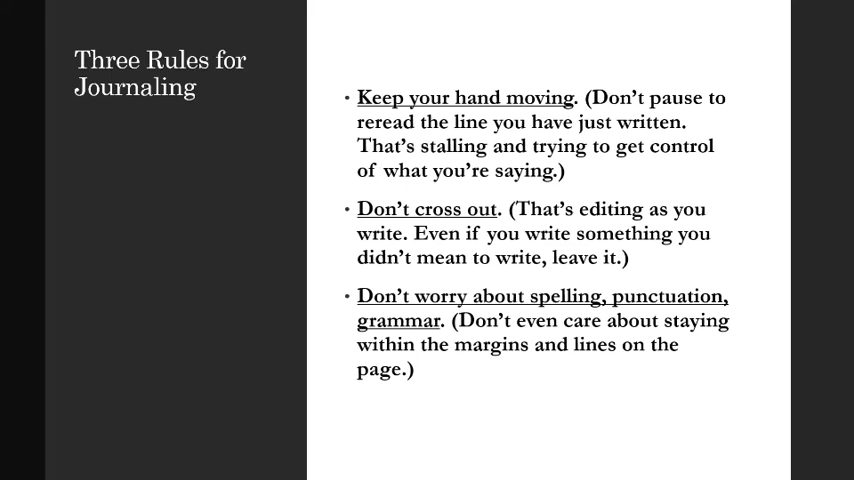 Three Rules for
Journaling
• Keep your hand moving. (Don’t pause to
reread the line you have just written.
That’s stalling and trying to get control
of what you’re saying.)
• Don’t cross out. (That’s editing as you
write. Even if you write something you
didn’t mean to write, leave it.)
• Don’t worry about spelling, punctuation,
grammar. (Don’t even care about staying
within the margins and lines on the
page.)